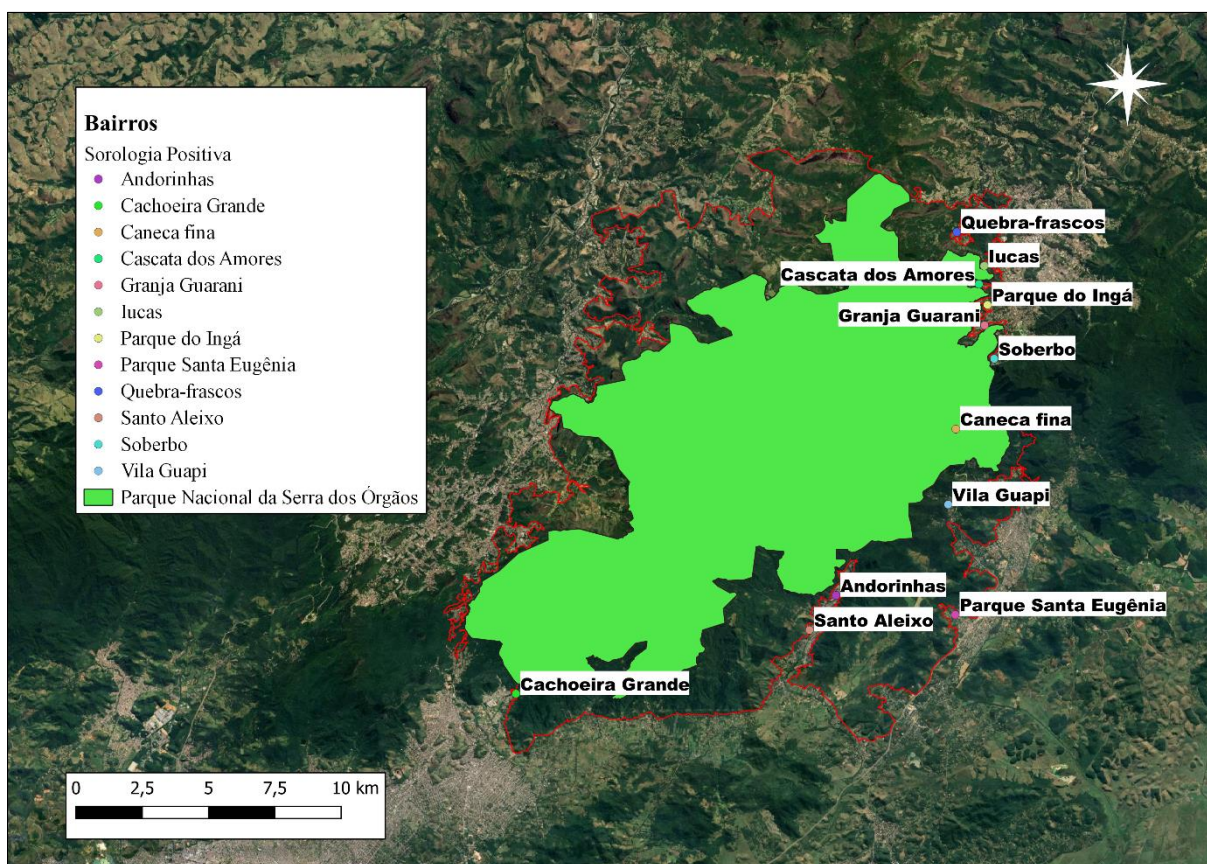 Bairros
Sorologia Positiva
Andorinhas
Cachoeira Grande
Caneca fina
Cascata dos Amores
Granja Guarani
lucas
Parque do Ingá
Parque Santa Eugênia
Quebra-frascos
Santo Aleixo
Soberbo
Vila Guapi
Parque Nacional da Serra dos Órgãos
Quebra-frascos
lucas
Cascata dos Amores
Parque do Ingá
Granja Guarani
Soberbo
Caneca fina
Vila Guapi
Andorinhas
Parque Santa Eugênia
Santo Aleixo
Cachoeira Grande
0 2,5 5 7,5 10 km